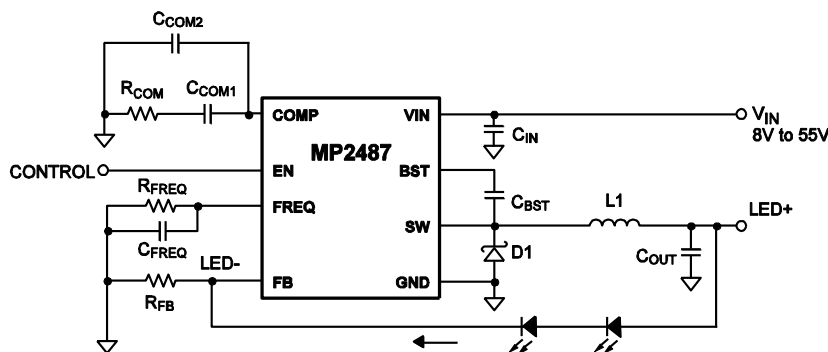 CCOM2
RCOM
CCOM1
COMP
VIN
VIN
8V to 55V
CIN
MP2487
CONTROL
EN
BST
RFREQ
FREQ
CBST
L1
LED+
SW
CFREQ
D1
COUT
LED-
RFB
FB
GND